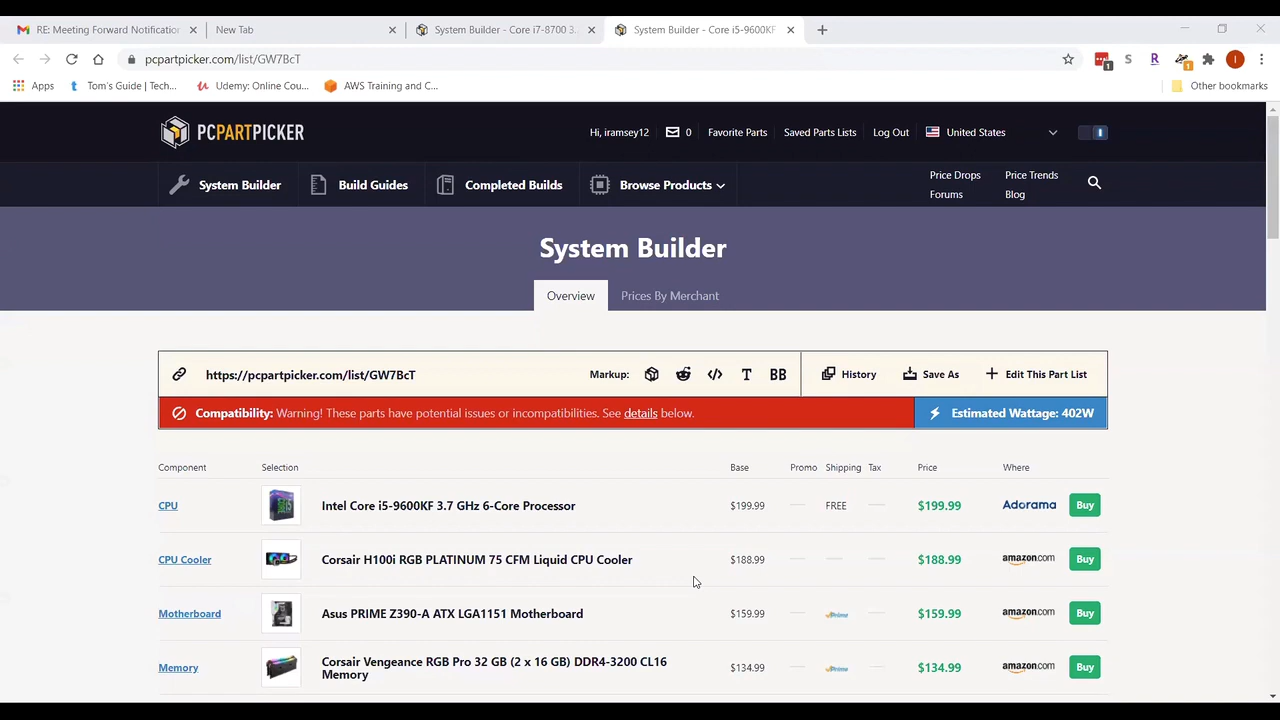 RE: Meeting Forward Notification
New Tab
System Builder - Core i7-8700 3.
System Builder - Core i5-9600KF
pcpartpicker.com/list/GW7BcT
1
S
R
1
I
Apps
Tom's Guide | Tech...
Udemy: Online Cou...
AWS Training and C...
Other bookmarks
PCPARTPICKER
Hi, iramsey12
0
Favorite Parts
Saved Parts Lists
Log Out
United States
System Builder
Build Guides
Completed Builds
Browse Products
Price Drops
Price Trends
Forums
Blog
System Builder
Overview
Prices By Merchant
https://pcpartpicker.com/list/GW7BcT
Markup:
T
BB
History
Save As
Edit This Part List
Compatibility: Warning! These parts have potential issues or incompatibilities. See details below.
Estimated Wattage: 402W
Component
Selection
Base
Promo
Shipping
Tax
Price
Where
CPU
Intel Core i5-9600KF 3.7 GHz 6-Core Processor
$199.99
FREE
$199.99
Adorama
Buy
CPU Cooler
Corsair H100i RGB PLATINUM 75 CFM Liquid CPU Cooler
$188.99
$188.99
amazon.com
Buy
Motherboard
Asus PRIME Z390-A ATX LGA1151 Motherboard
$159.99
Prime
$159.99
amazon.com
Buy
Memory
Corsair Vengeance RGB Pro 32 GB (2 x 16 GB) DDR4-3200 CL16
Memory
$134.99
Prime
$134.99
amazon.com
Buy